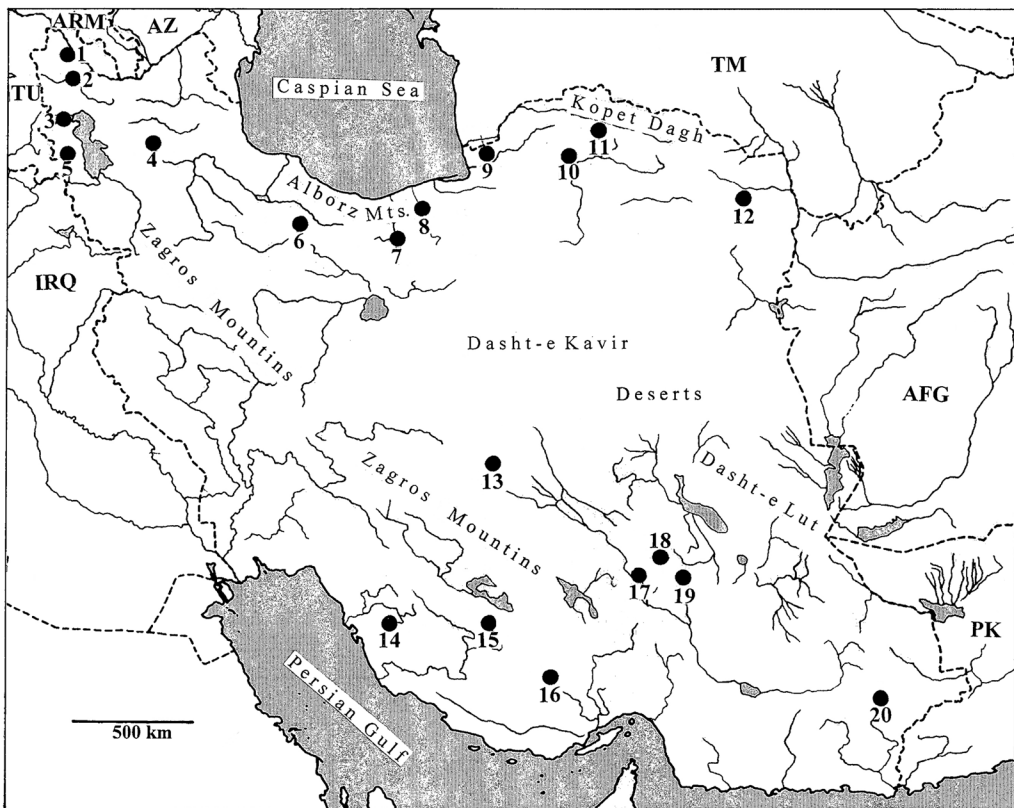 ARM
AZ
1
2
TU
Caspian Sea
TM
3
Kopet Dagh
4
5
9
10
11
Alborz Mts.
8
12
6
7
Zagros Mountins
IRQ
Dasht-e Kavir
Deserts
AFG
Zagros Mountins
13
Dasht-e Lut
18
17
19
14
15
PK
Persian Gulf
16
20
500 km